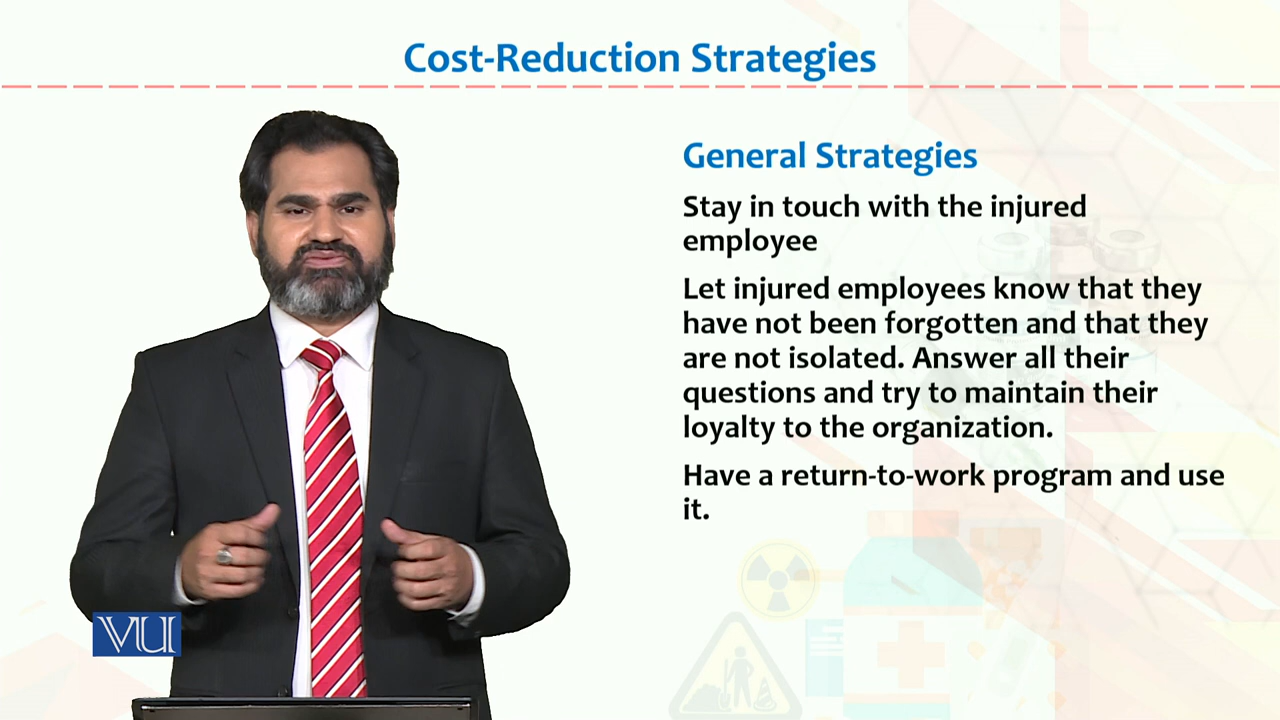 Cost-Reduction Strategies
General Strategies
Stay in touch with the injured
employee
Let injured employees know that they
have not been forgotten and that they
are not isolated. Answer all their
questions and try to maintain their
loyalty to the organization.
Have a return-to-work program and use
it.
VU